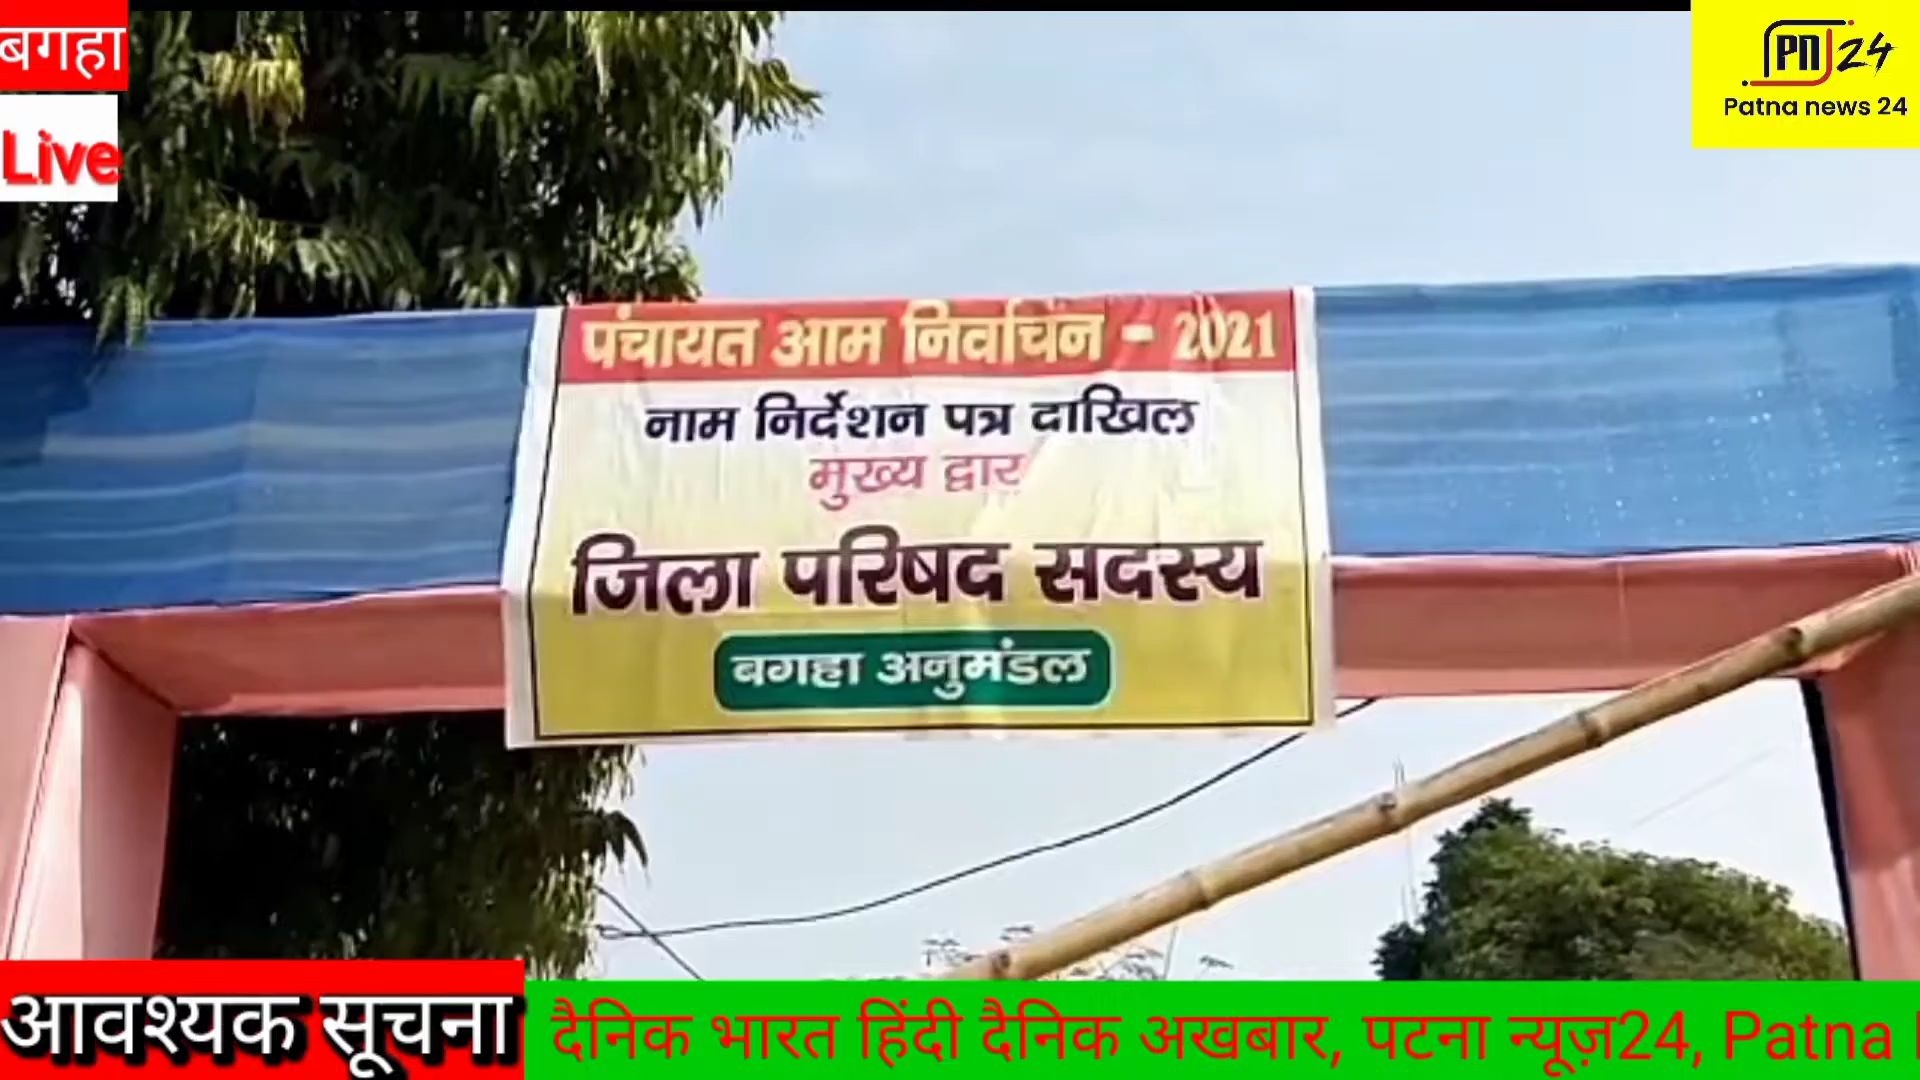 बगहा
Live
PN 24
Patna news 24
पंचायत आम निर्वाचन - 2021
नाम निर्देशन पत्र दाखिल
मुख्य द्वार
जिला परिषद सदस्य
बगहा अनुमंडल
आवश्यक सूचना
दैनिक भारत हिंदी दैनिक अखबार, पटना न्यूज़24, Patna